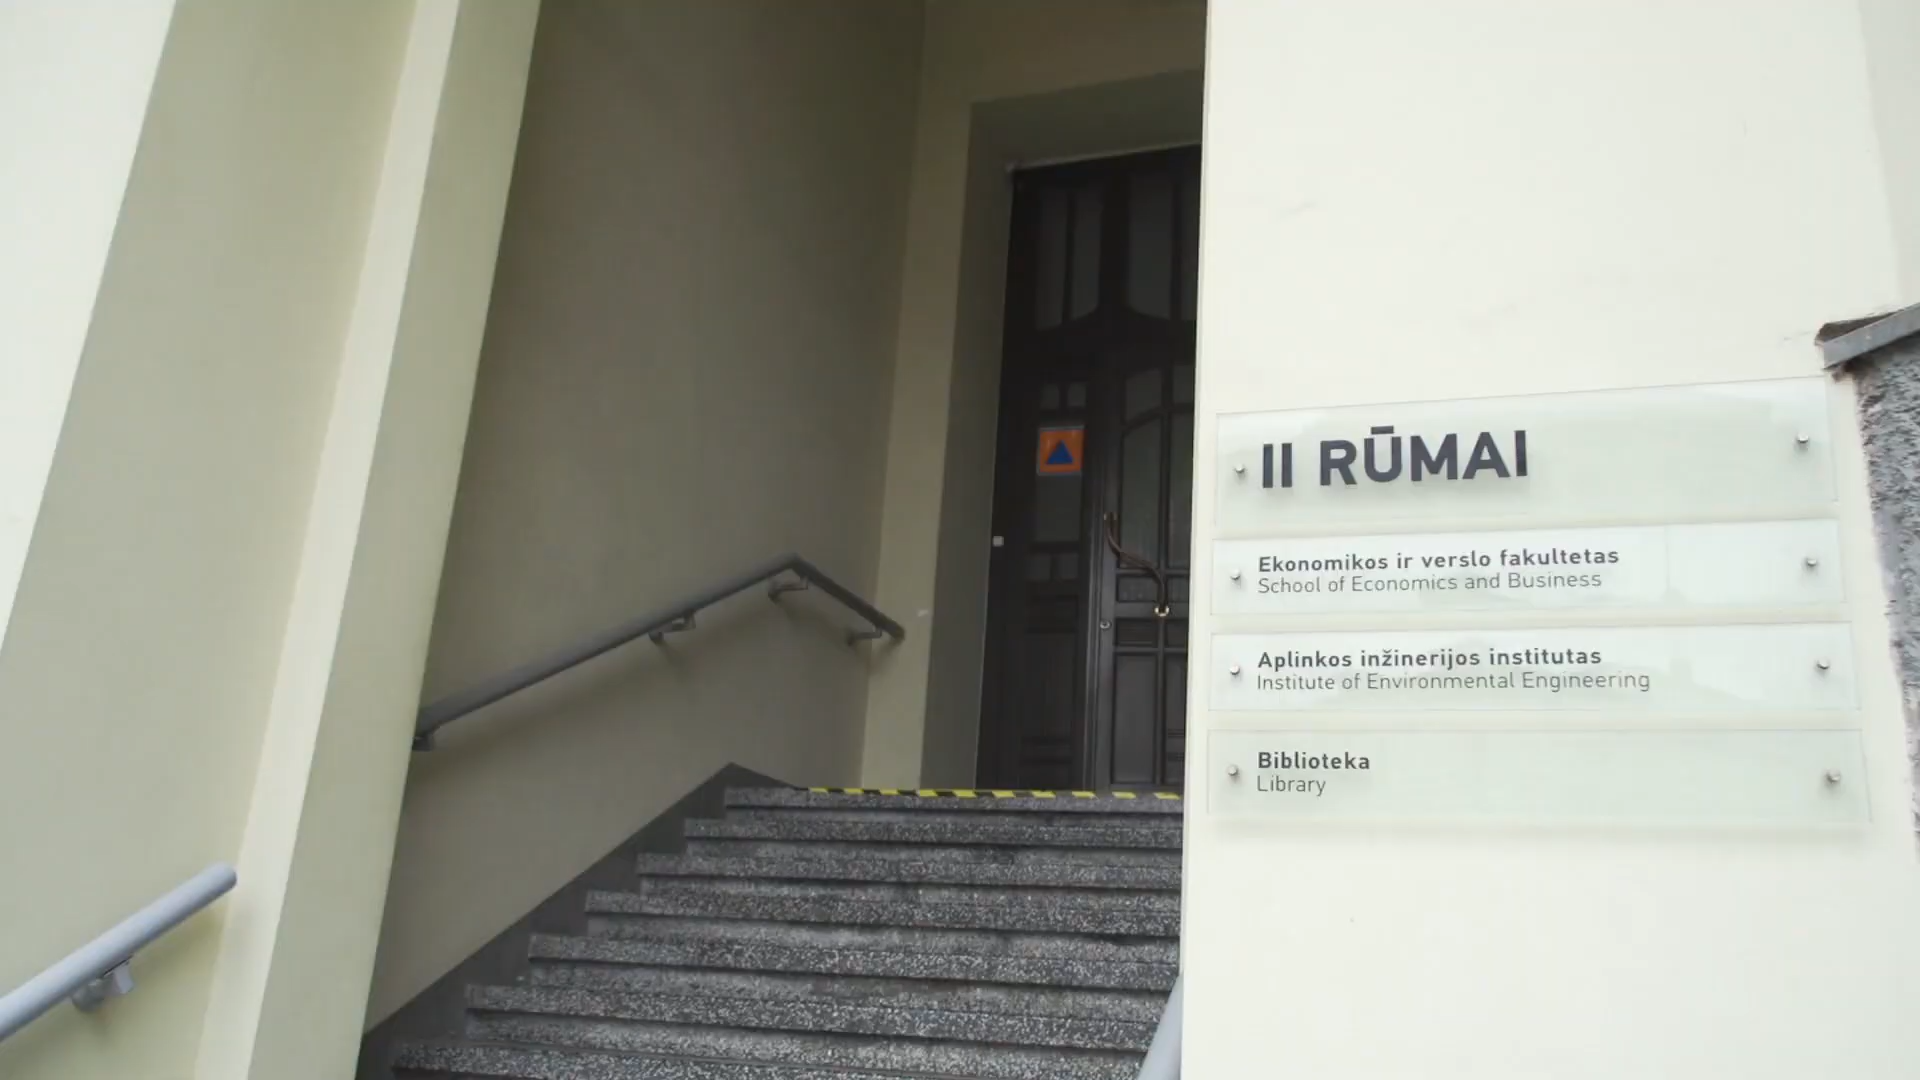 II RŪMAI
Ekonomikos ir verslo fakultetas
School of Economics and Business
Aplinkos inžinerijos institutas
Institute of Environmental Engineering
Biblioteka
Library